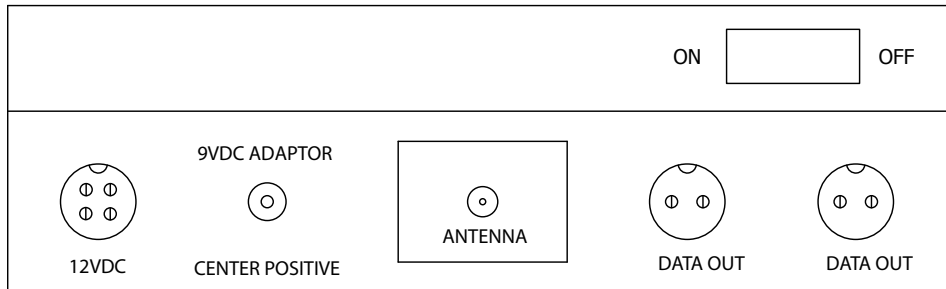 ON
OFF
9VDC ADAPTOR
ANTENNA
12VDC
CENTER POSITIVE
DATA OUT
DATA OUT